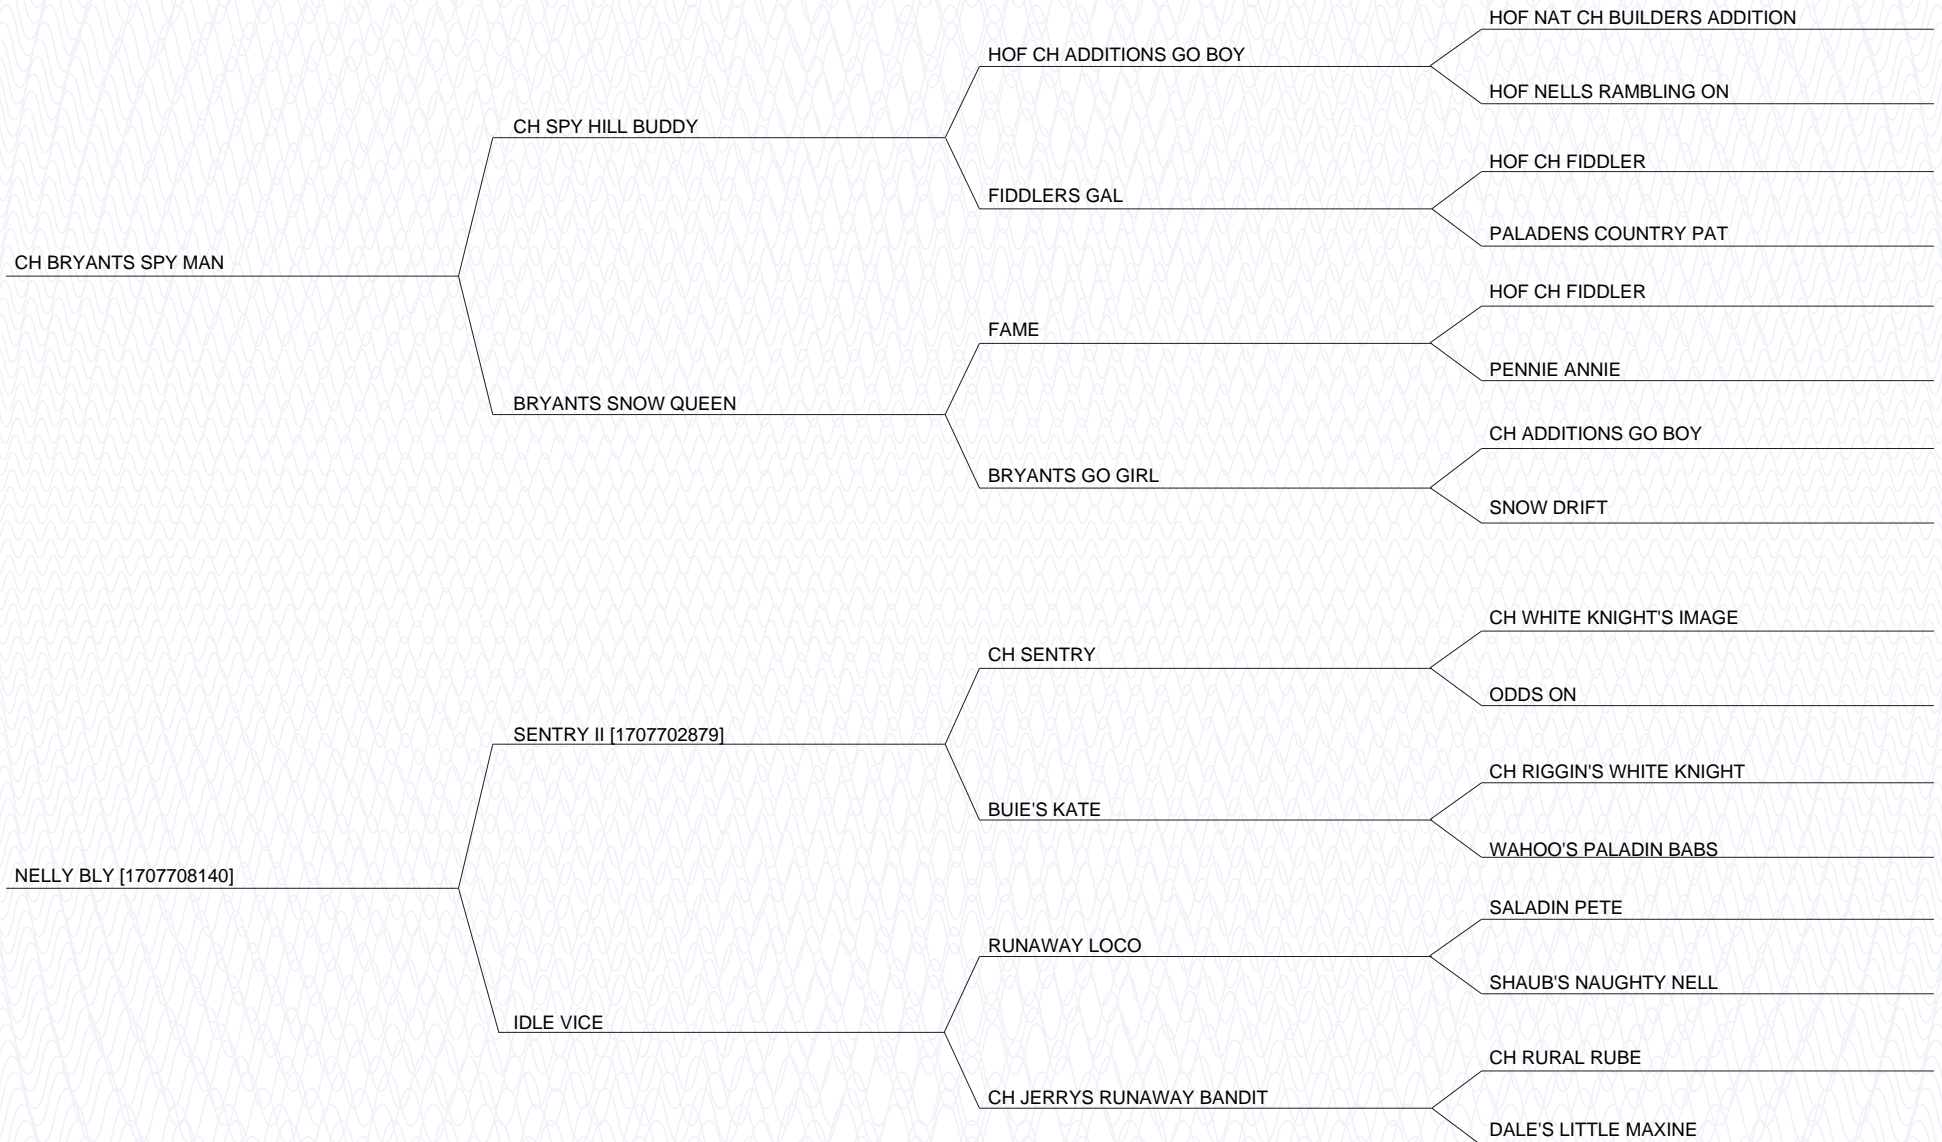 HOF NAT CH BUILDERS ADDITION
HOF CH ADDITIONS GO BOY
HOF NELLS RAMBLING ON
CH SPY HILL BUDDY
HOF CH FIDDLER
FIDDLERS GAL
PALADENS COUNTRY PAT
CH BRYANTS SPY MAN
HOF CH FIDDLER
FAME
PENNIE ANNIE
BRYANTS SNOW QUEEN
CH ADDITIONS GO BOY
BRYANTS GO GIRL
SNOW DRIFT
CH WHITE KNIGHT'S IMAGE
CH SENTRY
ODDS ON
SENTRY II [1707702879]
CH RIGGIN'S WHITE KNIGHT
BUIE'S KATE
WAHOO'S PALADIN BABS
NELLY BLY [1707708140]
SALADIN PETE
RUNAWAY LOCO
SHAUB'S NAUGHTY NELL
IDLE VICE
CH RURAL RUBE
CH JERRYS RUNAWAY BANDIT
DALE'S LITTLE MAXINE